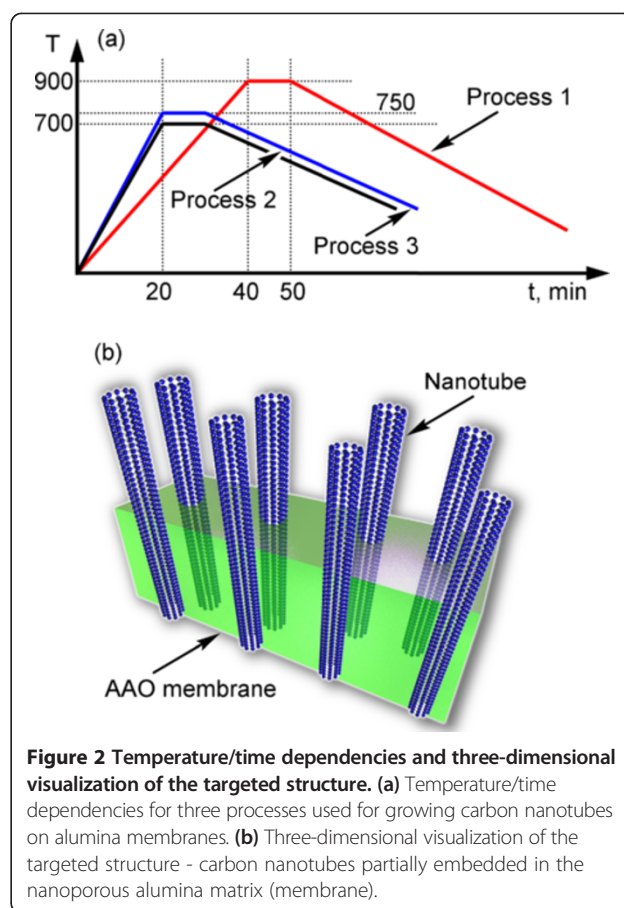 T
(a)
900
750
700
Process 1
Process 2
Process 3
20
40
50
t, min
(b)
Nanotube
AAO membrane
Figure 2 Temperature/time dependencies and three-dimensional
visualization of the targeted structure. (a) Temperature/time
dependencies for three processes used for growing carbon nanotubes
on alumina membranes. (b) Three-dimensional visualization of the
targeted structure - carbon nanotubes partially embedded in the
nanoporous alumina matrix (membrane).